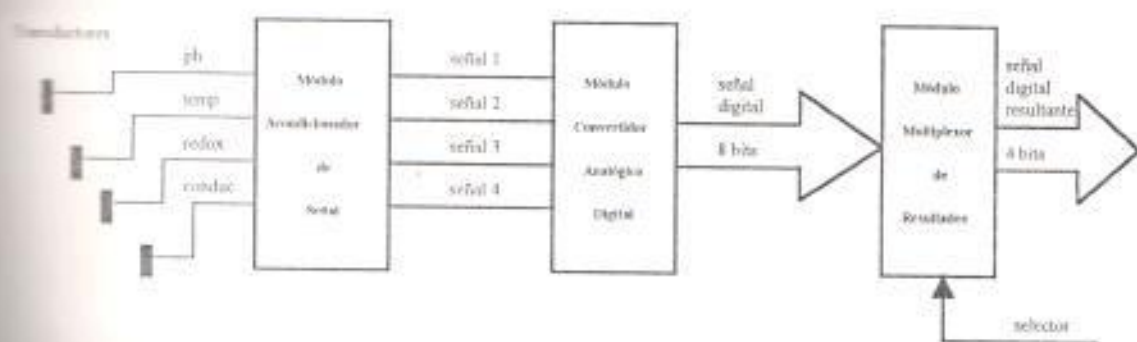 Transductores
ph
temp
redox
conduc
Módulo
Acondicionador
de
Señal
señal 1
señal 2
señal 3
señal 4
Módulo
Convertidor
Analógico
Digital
señal
digital
8 bits
Módulo
Multiplexor
de
Resultados
señal
digital
resultante
4 bits
selector